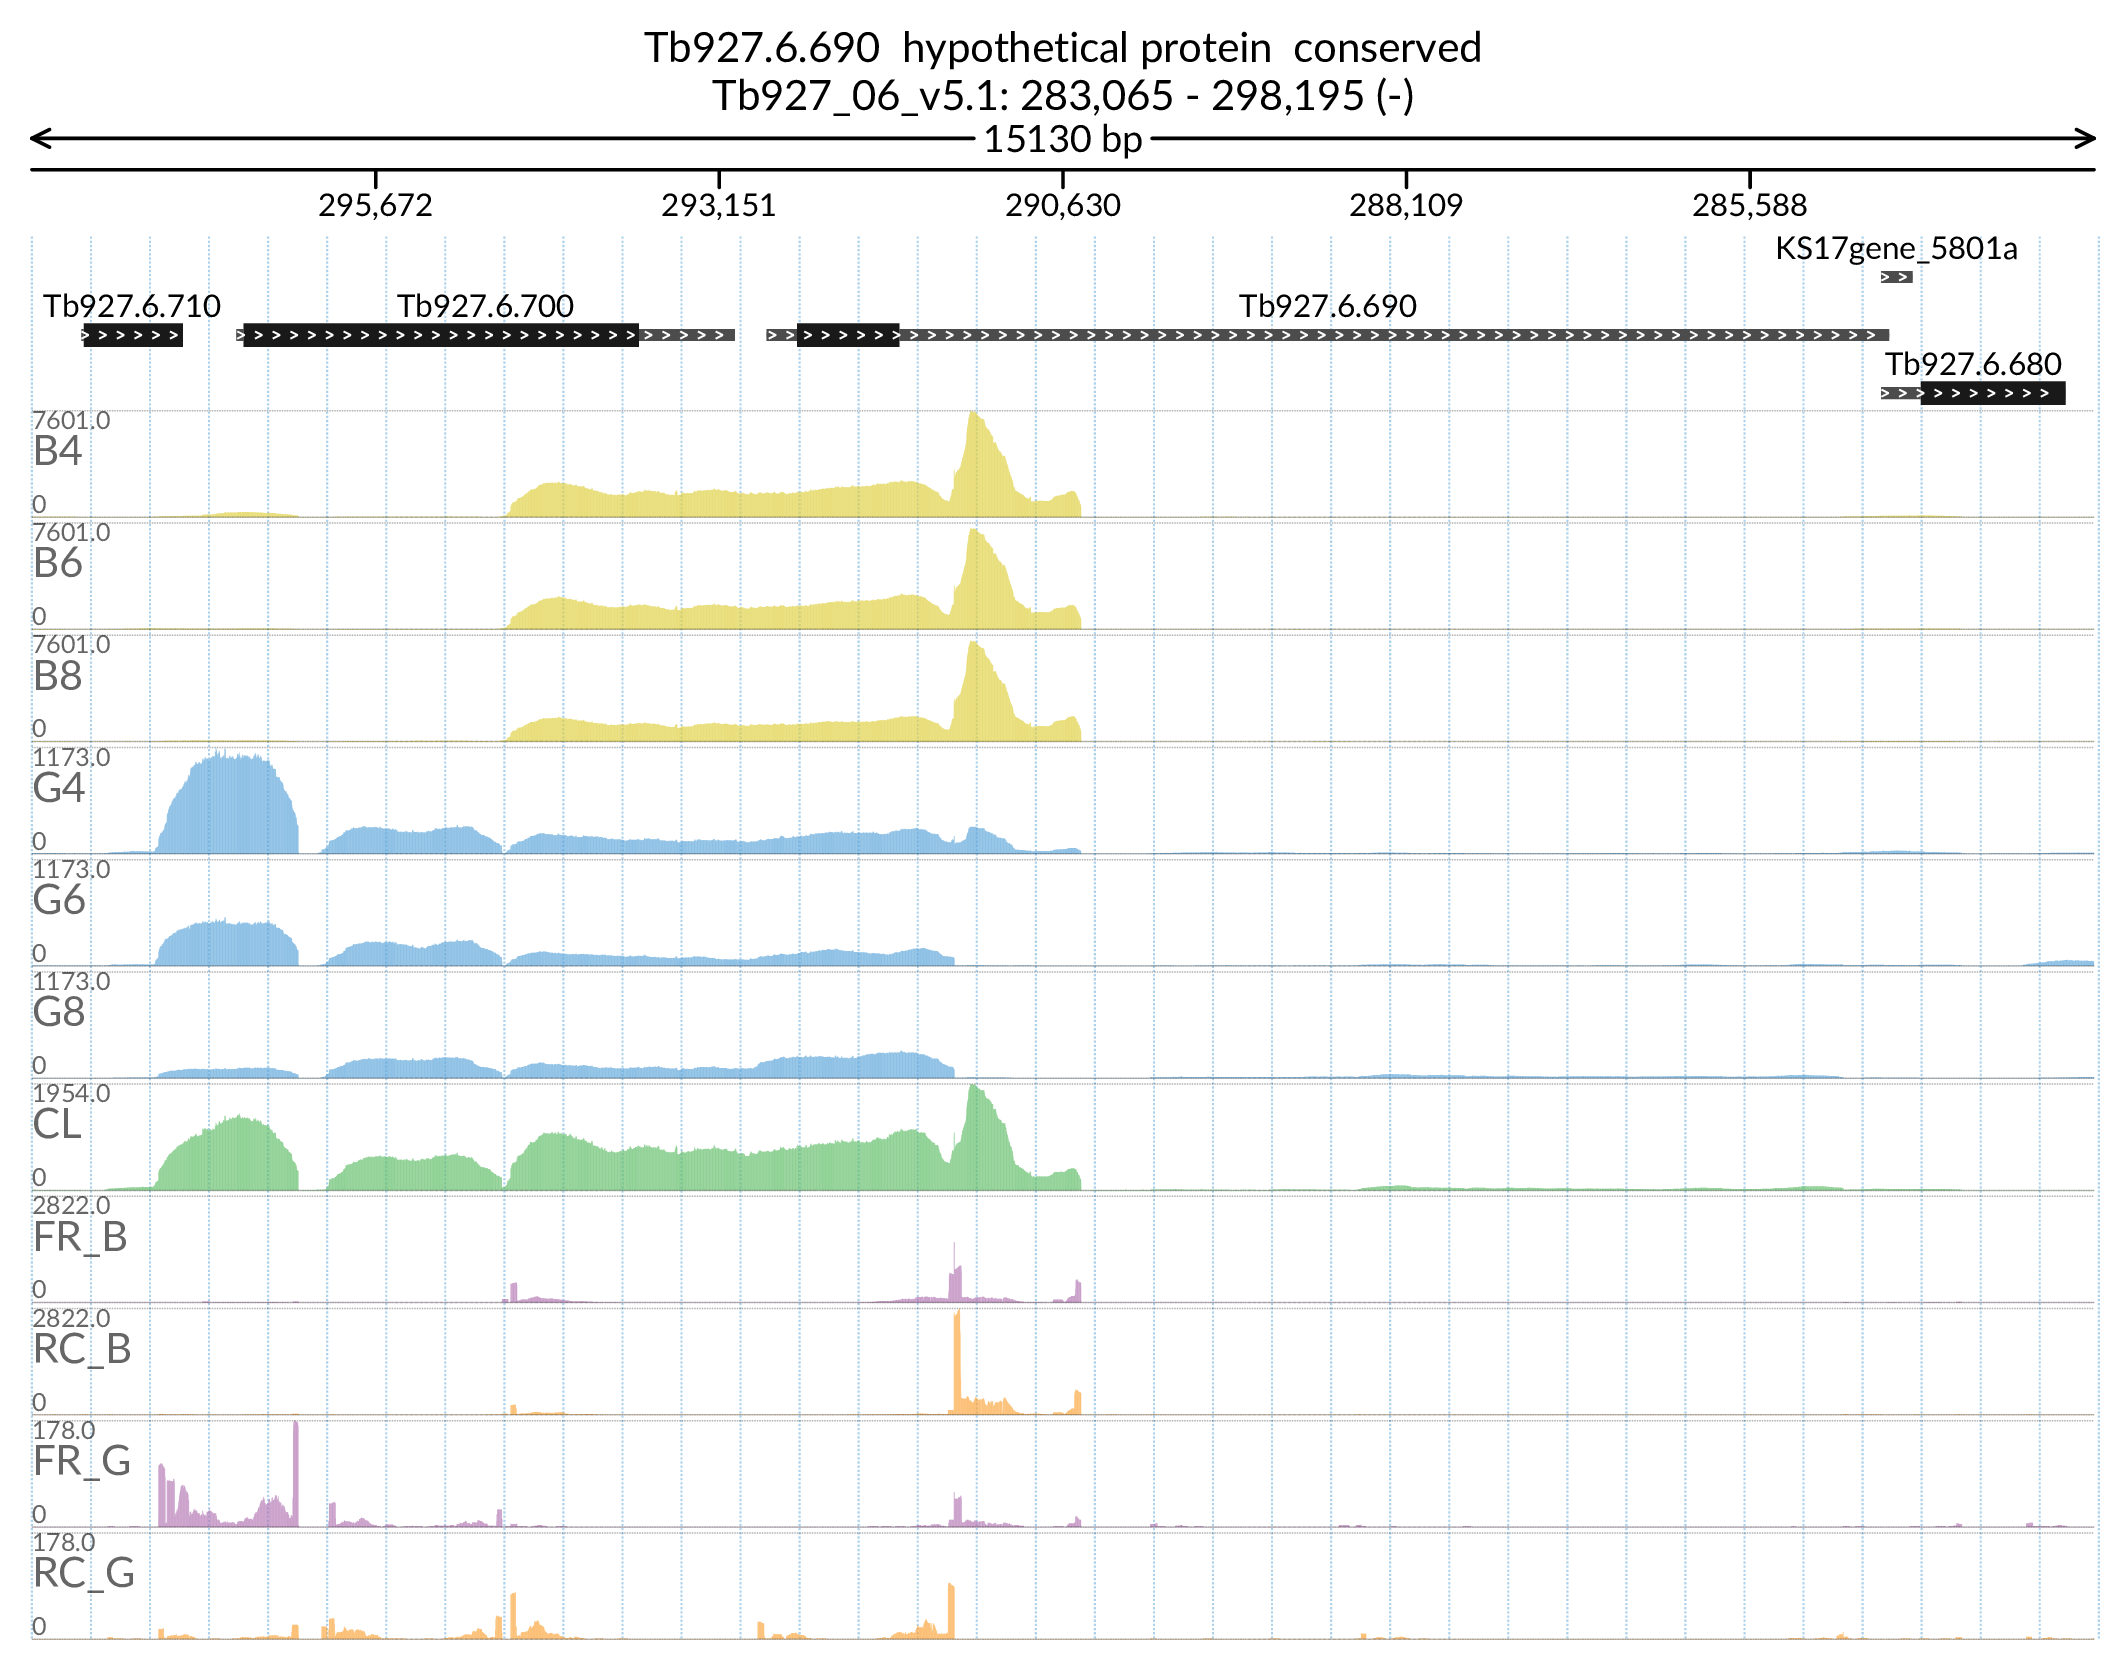 Tb927.6.690 hypothetical protein conserved
Tb927_06_v5.1: 283,065 - 298,195 (-)
15130 bp
295,672 293,151 290,630 288,109 285,588
KS17gene_5801a
Tb927.6.710 Tb927.6.700 Tb927.6.690
Tb927.6.680
7601.0
B4
0
7601.0
B6
0
7601.0
B8
0
1173.0
G4
0
1173.0
G6
0
1173.0
G8
0
1954.0
CL
0
2822.0
FR_B
0
2822.0
RC_B
0
178.0
FR_G
0
178.0
RC_G
0